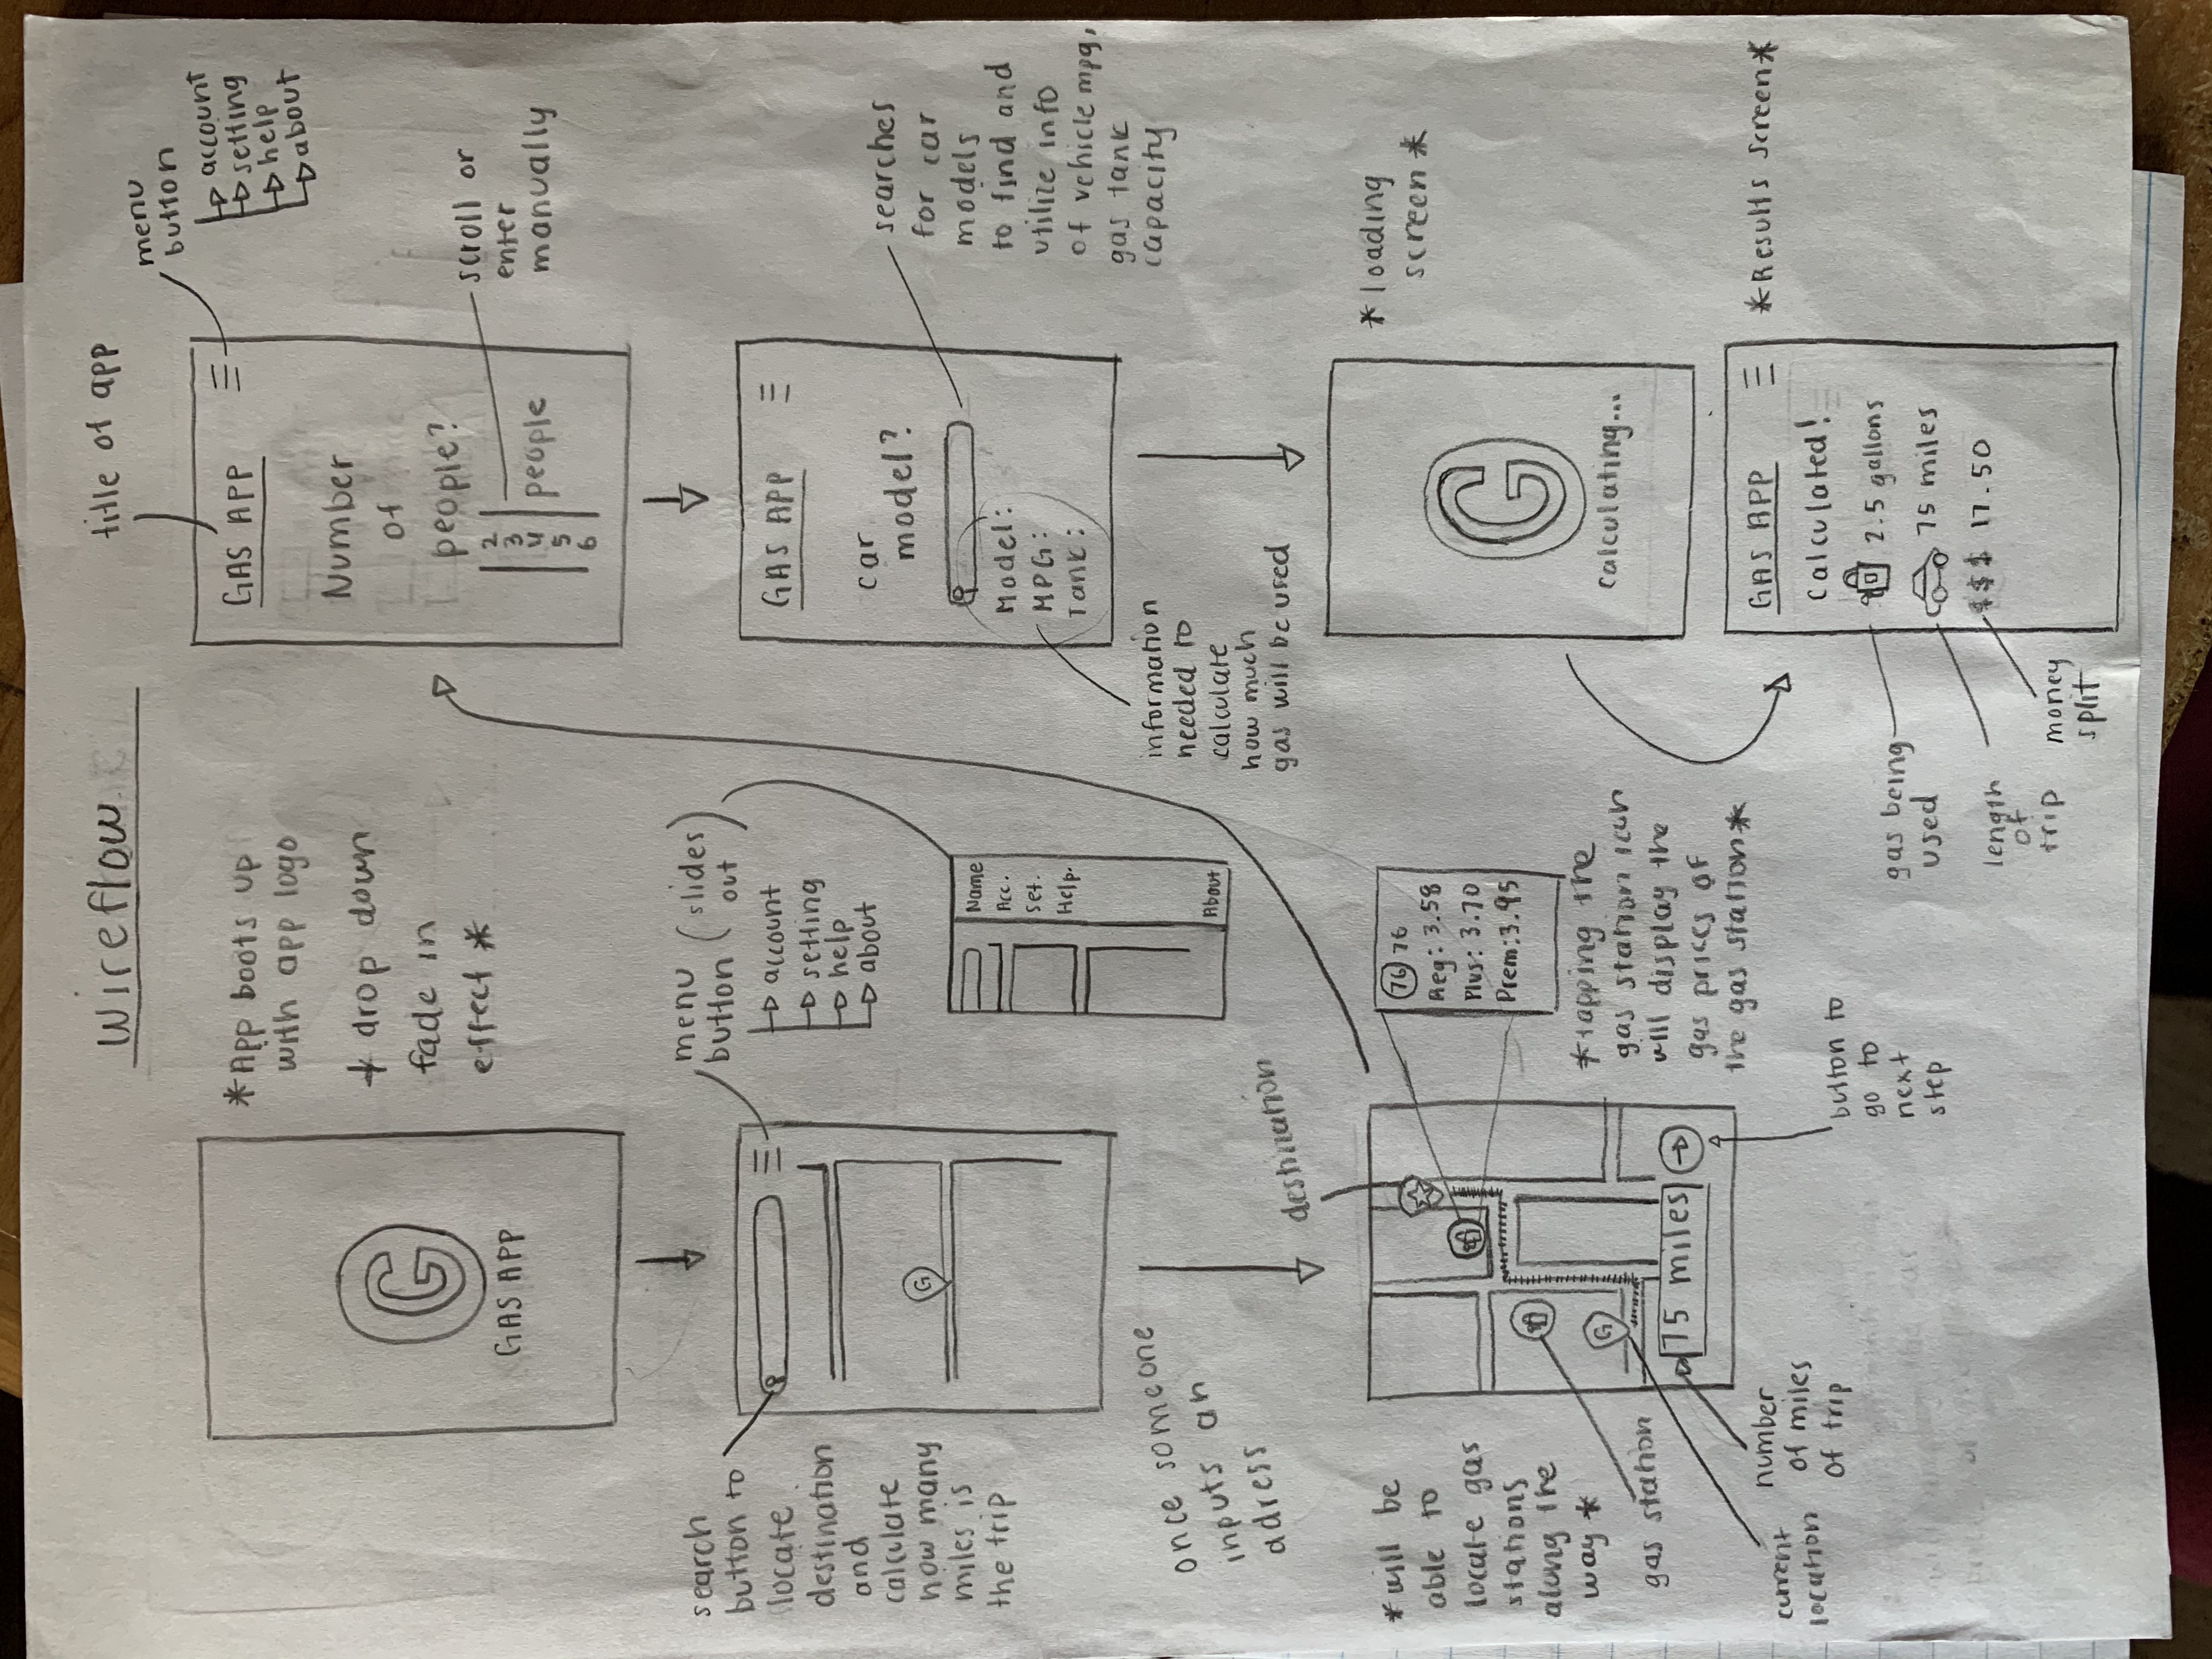 Wireflow
G
GAS APP
*App boots up
with app logo
+ drop down
fade in
effect *
search
button to
locate
destination
and
calculate
how many
miles is
the trip
G
menu
button (slides
out)
account
setting
help
about
Name
Acc.
Set.
Help.
About
once someone
inputs an
adress
destination
*will be
able to
locate gas
stations
along the
way *
gas station
G
75 miles
current
location
number
of miles
of trip
button to
go to
next
step
76 76
Reg: 3.58
Plus: 3.70
Prem: 3.95
*tapping the
gas station icon
will display the
gas prices of
the gas station*
title of app
menu
button
account
setting
help
about
GAS APP
Number
of
people?
2
3
4
5
6
people
scroll or
enter
manually
GAS APP
car
model?
Model:
MPG:
Tank:
searches
for car
models
to find and
utilize info
of vehicle mpg,
gas tank
capacity
information
needed to
calculate
how much
gas will be used
G
calculating...
* loading
screen *
GAS APP
Calculated!
2.5 gallons
75 miles
$$$ 17.50
*Results screen*
gas being
used
length
of
trip
money
split